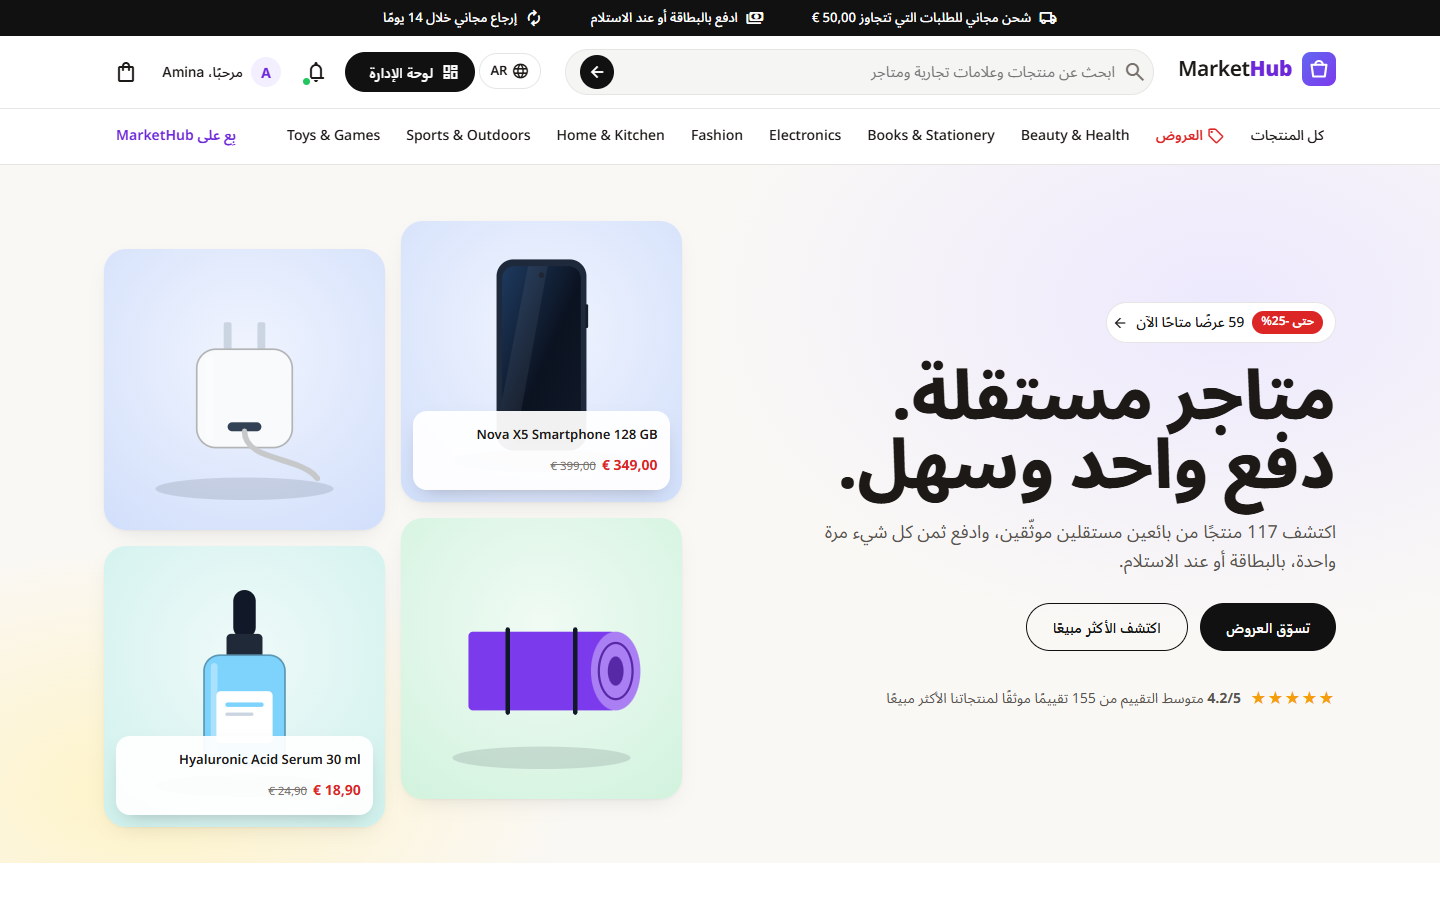 شحن مجاني للطلبات التي تتجاوز 50,00 €
ادفع بالبطاقة أو عند الاستلام
إرجاع مجاني خلال 14 يومًا
MarketHub
ابحث عن منتجات وعلامات تجارية ومتاجر
AR
لوحة الإدارة
A
مرحبًا، Amina
كل المنتجات
العروض
Beauty & Health
Books & Stationery
Electronics
Fashion
Home & Kitchen
Sports & Outdoors
Toys & Games
بِع على MarketHub
حتى -25%
59 عرضًا متاحًا الآن
متاجر مستقلة.
دفع واحد وسهل.
اكتشف 117 منتجًا من بائعين مستقلين موثّقين، وادفع ثمن كل شيء مرة
واحدة، بالبطاقة أو عند الاستلام.
تسوّق العروض
اكتشف الأكثر مبيعًا
4.2/5 متوسط التقييم من 155 تقييمًا موثقًا لمنتجاتنا الأكثر مبيعًا
Nova X5 Smartphone 128 GB
349,00 € 399,00 €
Hyaluronic Acid Serum 30 ml
18,90 € 24,90 €